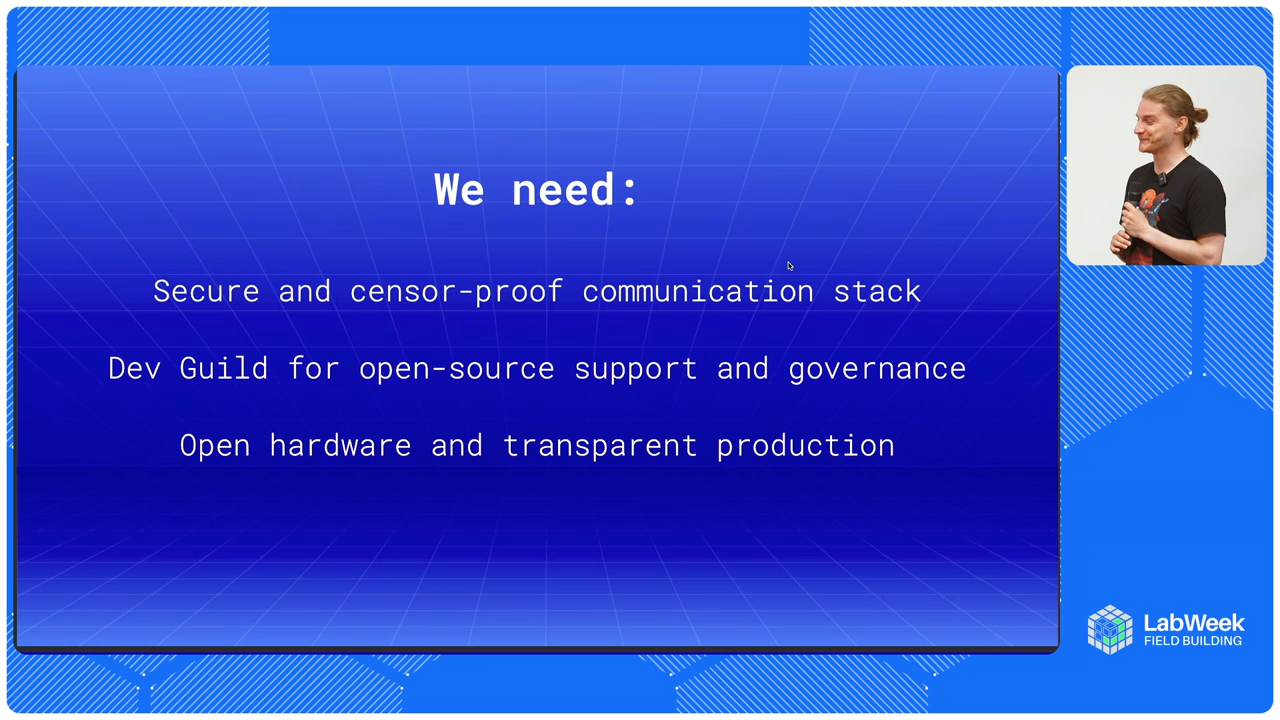 We need:
Secure and censor-proof communication stack
Dev Guild for open-source support and governance
Open hardware and transparent production
LabWeek
FIELD BUILDING